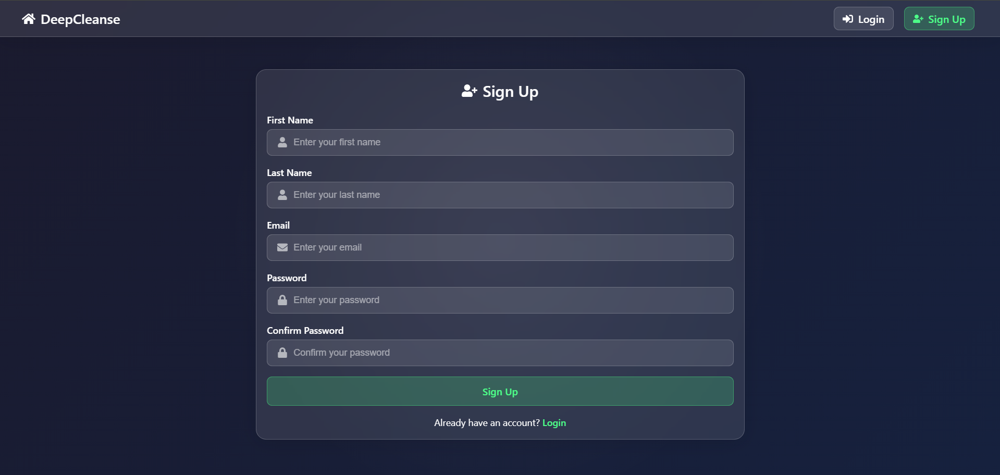 DeepCleanse
Login
Sign Up
Sign Up
First Name
Enter your first name
Last Name
Enter your last name
Email
Enter your email
Password
Enter your password
Confirm Password
Confirm your password
Sign Up
Already have an account? Login